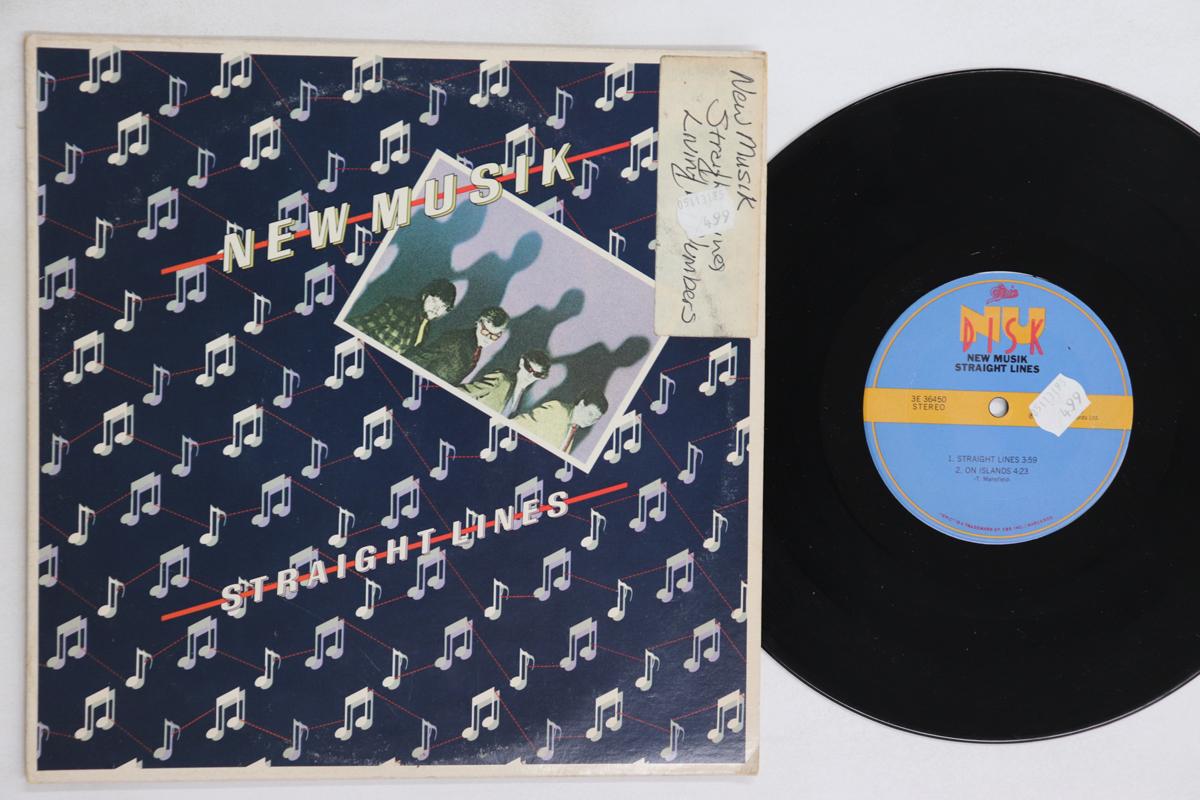 NEW MUSIK
STRAIGHT LINES
New Musik
Straight Lines
Living Numbers
4.99
Epic
NU
DISK
NEW MUSIK
STRAIGHT LINES
3E 36450
STEREO
4.99
1. STRAIGHT LINES 3:59
2. ON ISLANDS 4:23
-T. Mansfield-